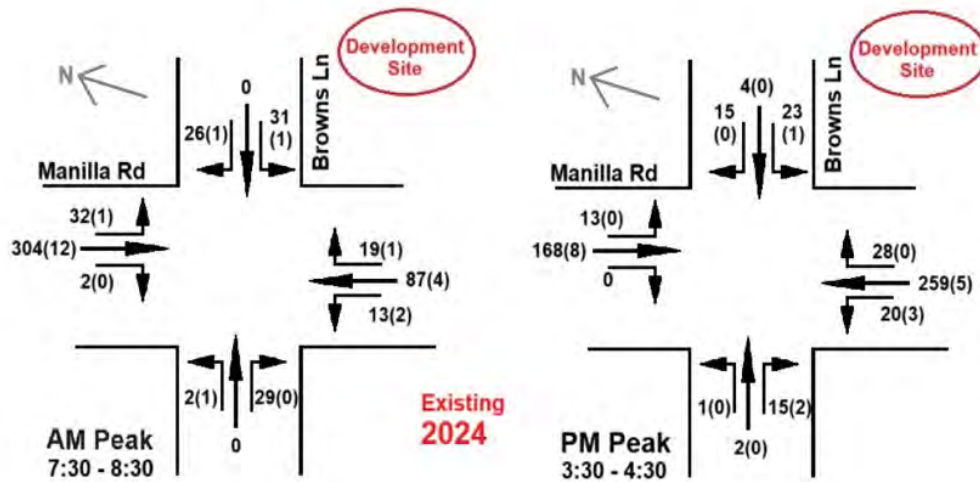 Development
Site
N
0
26(1)
31
(1)
Browns Ln
Manilla Rd
32(1)
304(12)
2(0)
19(1)
87(4)
13(2)
2(1)
29(0)
0
AM Peak
7:30 - 8:30
Existing
2024
Development
Site
N
4(0)
15
(0)
23
(1)
Browns Ln
Manilla Rd
13(0)
168(8)
0
28(0)
259(5)
20(3)
1(0)
15(2)
2(0)
PM Peak
3:30 - 4:30